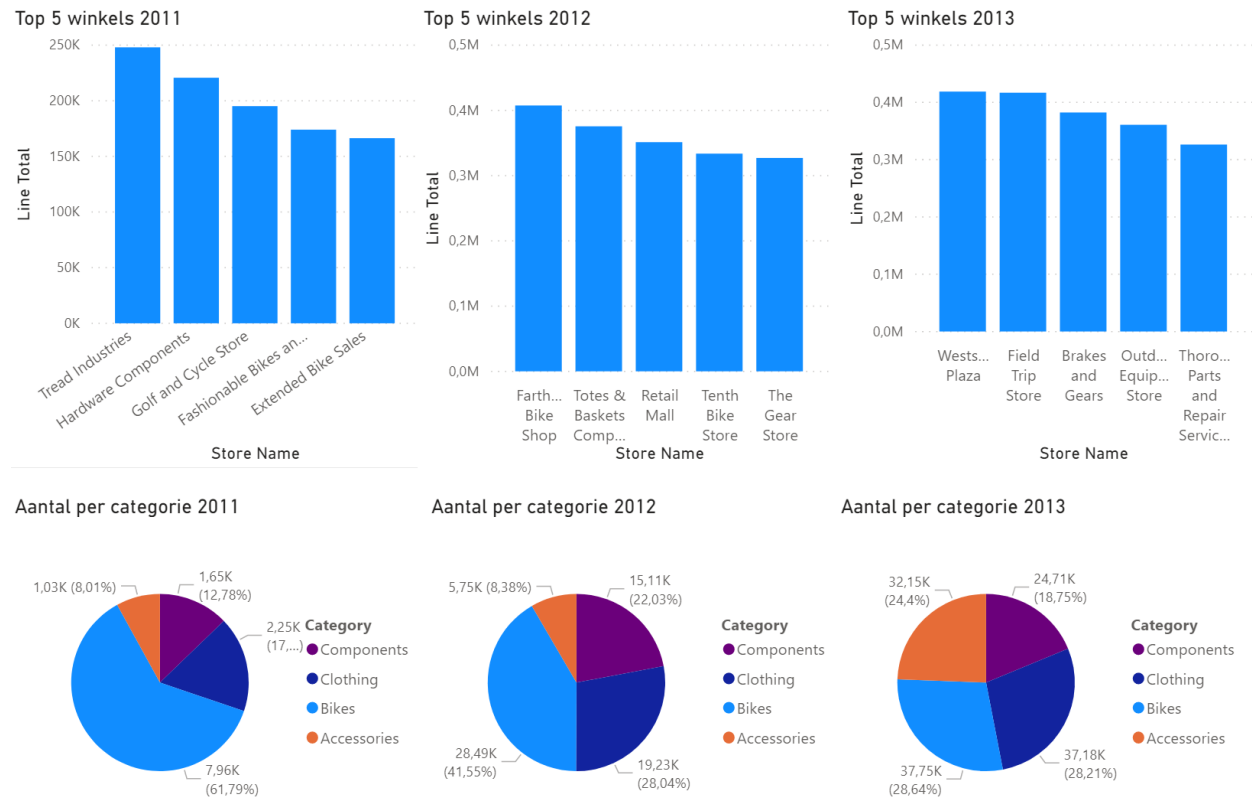 Top 5 winkels 2011
250K
200K
150K
100K
50K
0K
Line Total
Tread Industries
Hardware Components
Golf and Cycle Store
Fashionable Bikes an...
Extended Bike Sales
Store Name
Top 5 winkels 2012
0,5M
0,4M
0,3M
0,2M
0,1M
0,0M
Line Total
Farth...
Bike
Shop
Totes &
Baskets
Comp...
Retail
Mall
Tenth
Bike
Store
The
Gear
Store
Store Name
Top 5 winkels 2013
0,5M
0,4M
0,3M
0,2M
0,1M
0,0M
Line Total
Wests...
Plaza
Field
Trip
Store
Brakes
and
Gears
Outd...
Equip...
Store
Thoro...
Parts
and
Repair
Servic...
Store Name
Aantal per categorie 2011
1,03K (8,01%)
1,65K
(12,78%)
2,25K
(17,...)
7,96K
(61,79%)
Category
Components
Clothing
Bikes
Accessories
Aantal per categorie 2012
5,75K (8,38%)
15,11K
(22,03%)
28,49K
(41,55%)
19,23K
(28,04%)
Category
Components
Clothing
Bikes
Accessories
Aantal per categorie 2013
32,15K
(24,4%)
24,71K
(18,75%)
37,75K
(28,64%)
37,18K
(28,21%)
Category
Components
Clothing
Bikes
Accessories